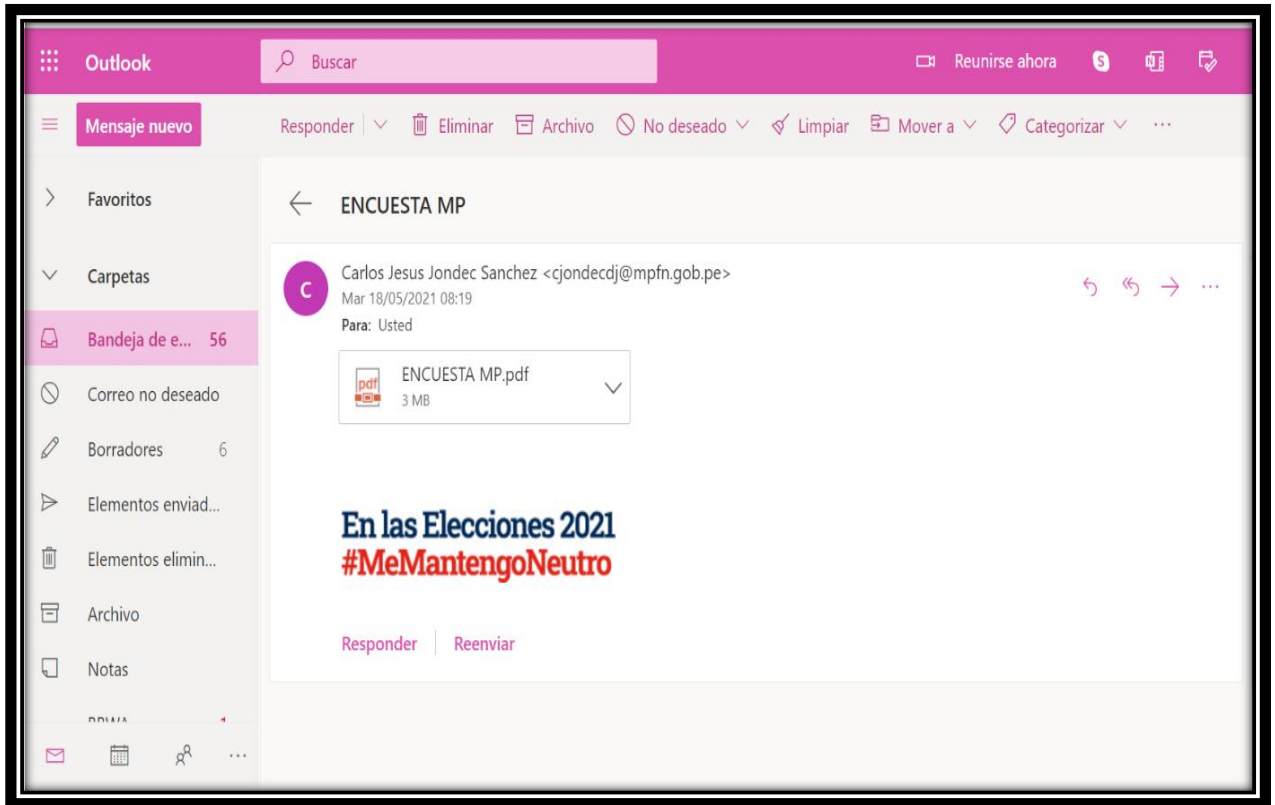 Outlook
Buscar
Reunirse ahora
Mensaje nuevo
Responder
Eliminar
Archivo
No deseado
Limpiar
Mover a
Categorizar
Favoritos
Carpetas
Bandeja de e... 56
Correo no deseado
Borradores 6
Elementos enviad...
Elementos elimin...
Archivo
Notas
ENCUESTA MP
C
Carlos Jesus Jondec Sanchez <cjondecdj@mpfn.gob.pe>
Mar 18/05/2021 08:19
Para: Usted
pdf
ENCUESTA MP.pdf
3 MB
En las Elecciones 2021
#MeMantengoNeutro
Responder
Reenviar